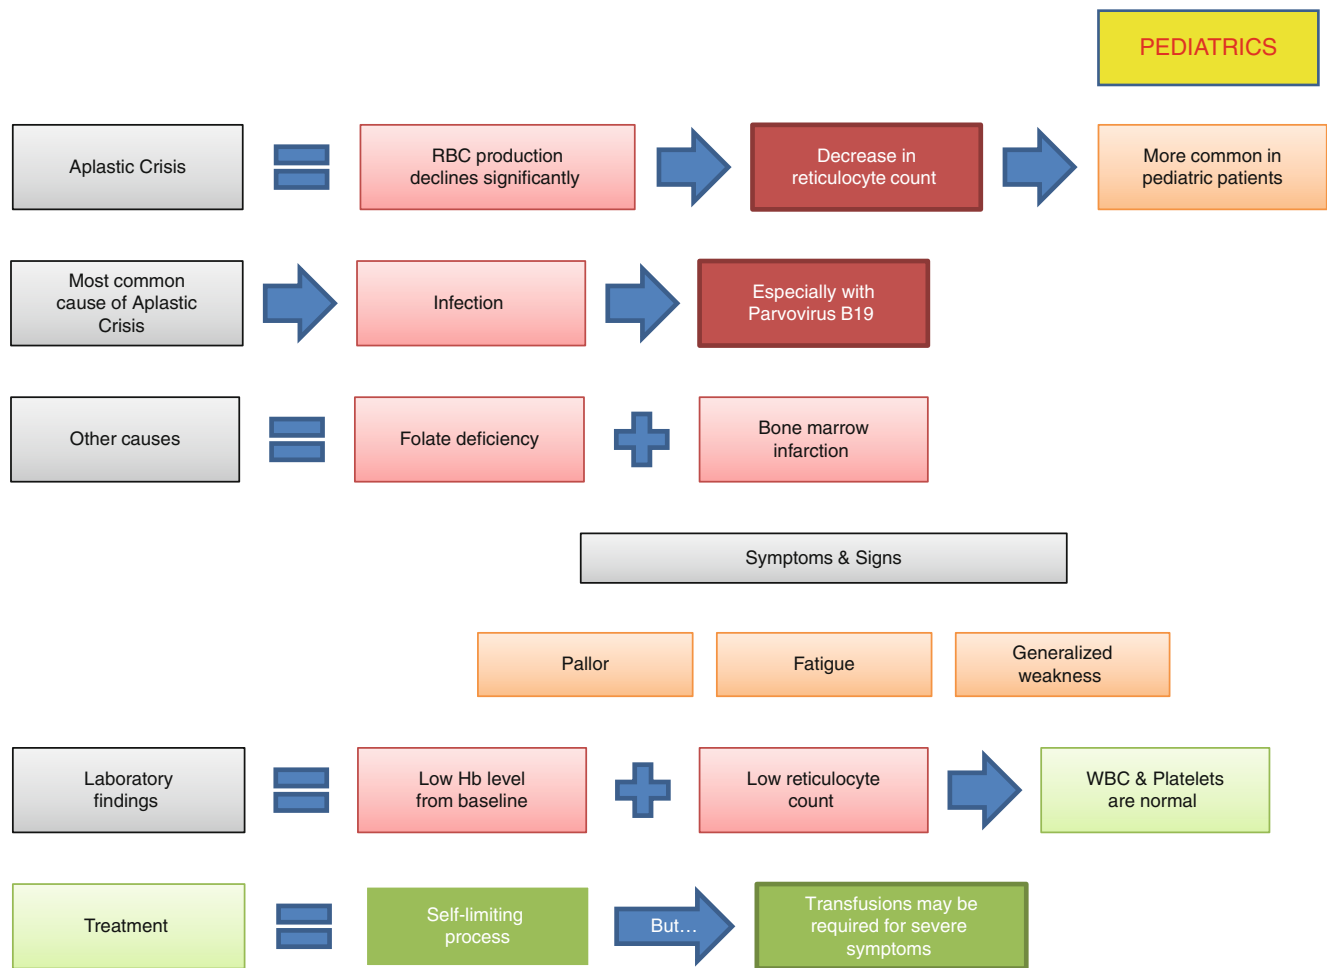 PEDIATRICS
Aplastic Crisis
RBC production
declines significantly
Decrease in
reticulocyte count
More common in
pediatric patients
Most common
cause of Aplastic
Crisis
Infection
Especially with
Parvovirus B19
Other causes
Folate deficiency
Bone marrow
infarction
Symptoms & Signs
Pallor
Fatigue
Generalized
weakness
Laboratory
findings
Low Hb level
from baseline
Low reticulocyte
count
WBC & Platelets
are normal
Treatment
Self-limiting
process
But...
Transfusions may be
required for severe
symptoms